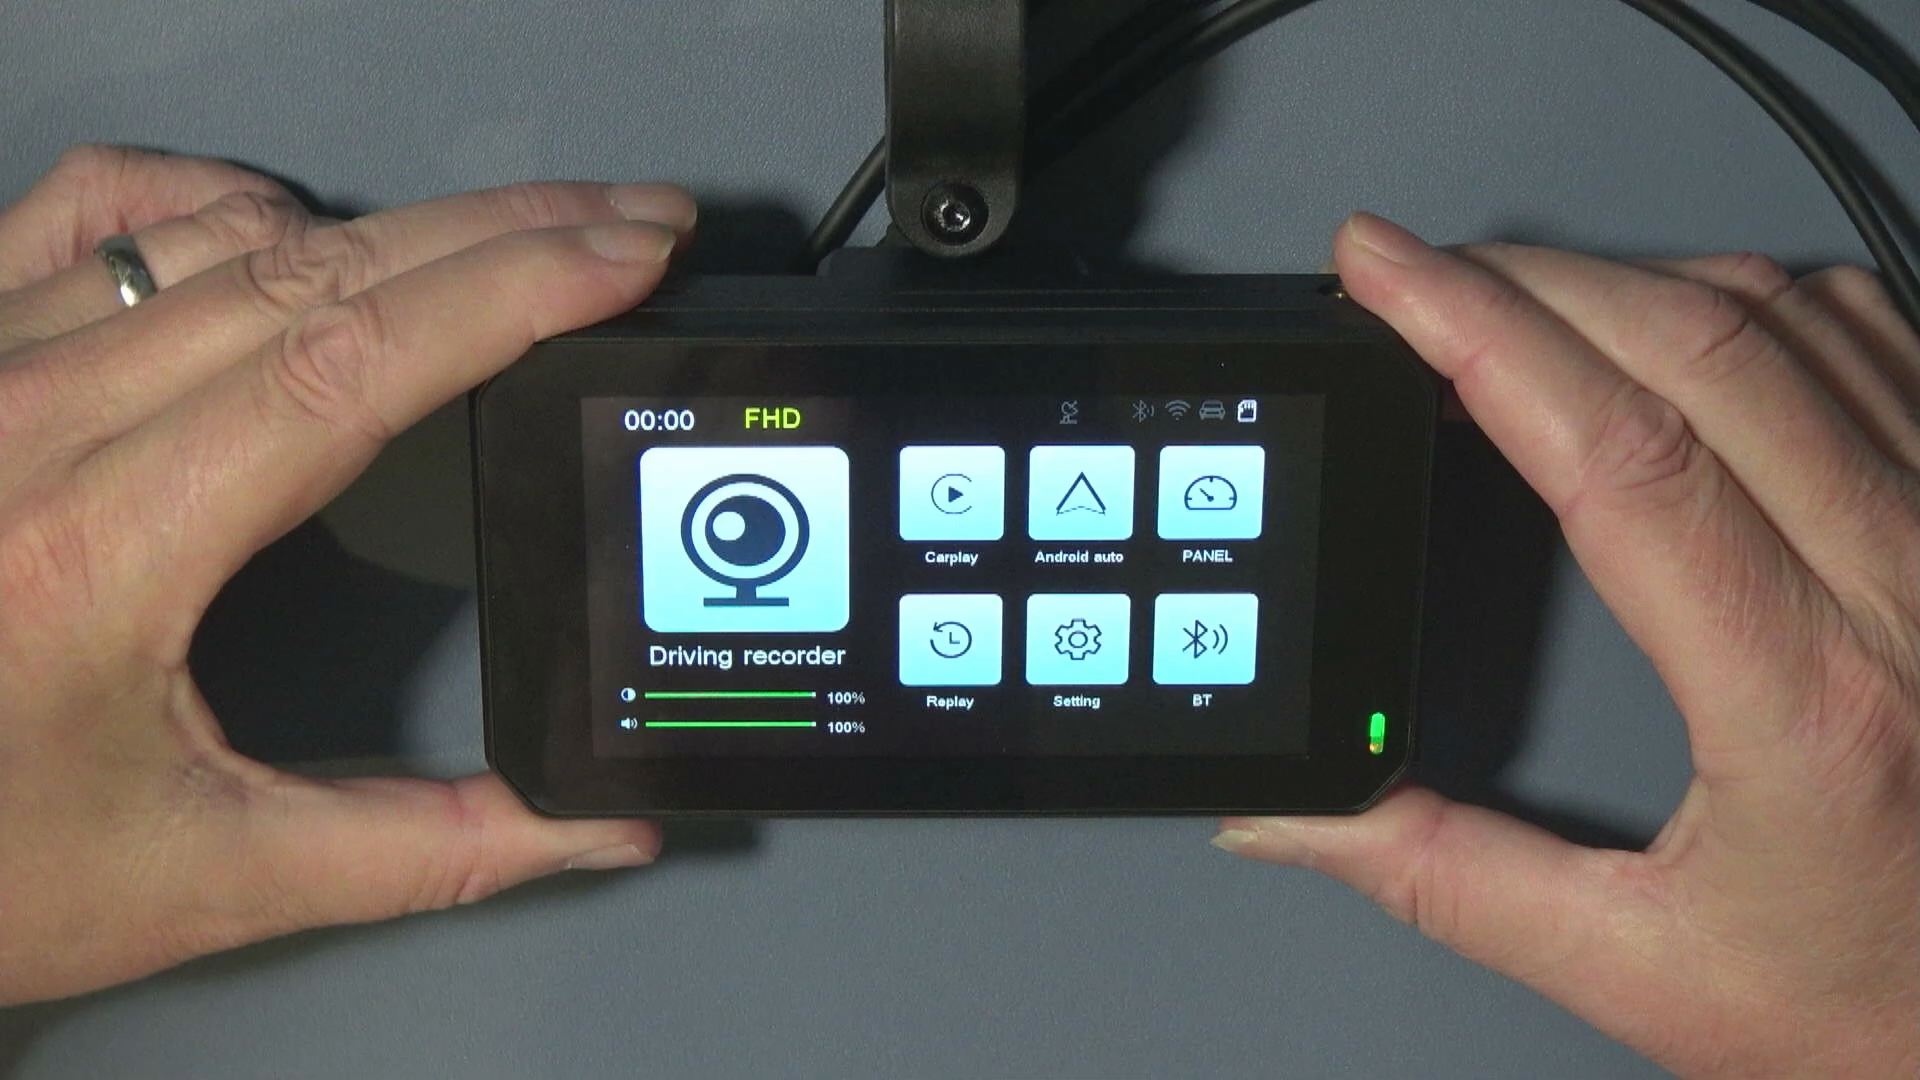 00:00 FHD
Carplay Android auto PANEL
Driving recorder
100%
100%
Replay Setting BT